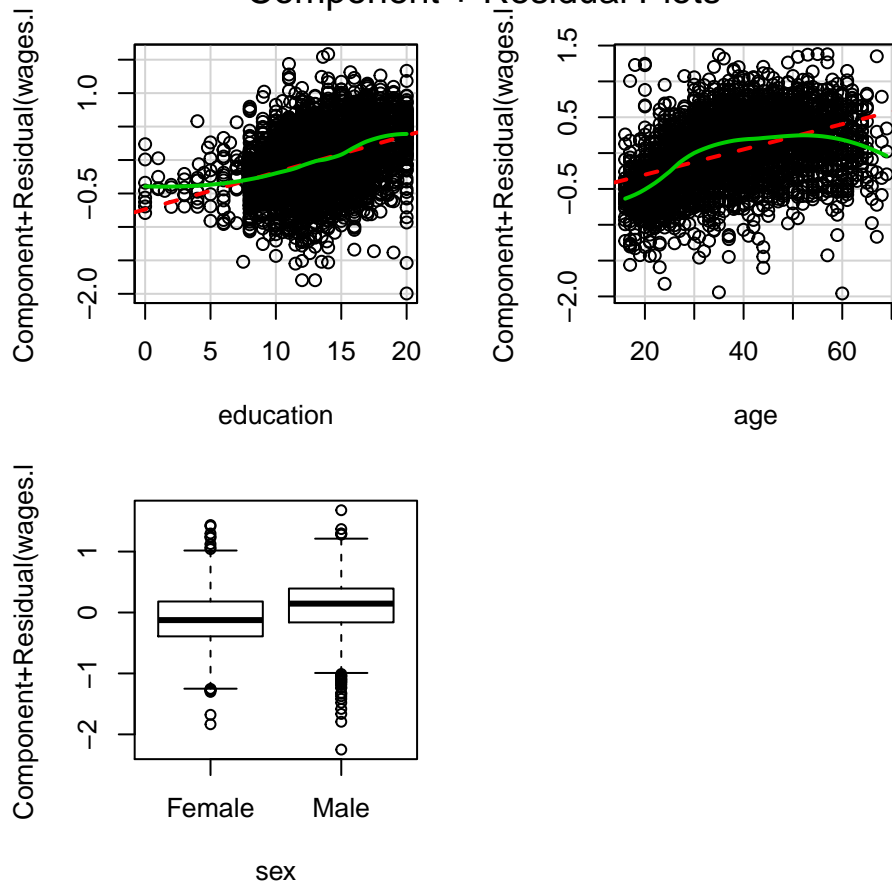 Component + Residual Plots
Component+Residual(wages.l
1.0
−0.5
−2.0
0 5 10 15 20
education
Component+Residual(wages.l
1.5
0.5
−0.5
−2.0
20 40 60
age
Component+Residual(wages.l
1
0
−1
−2
Female Male
sex